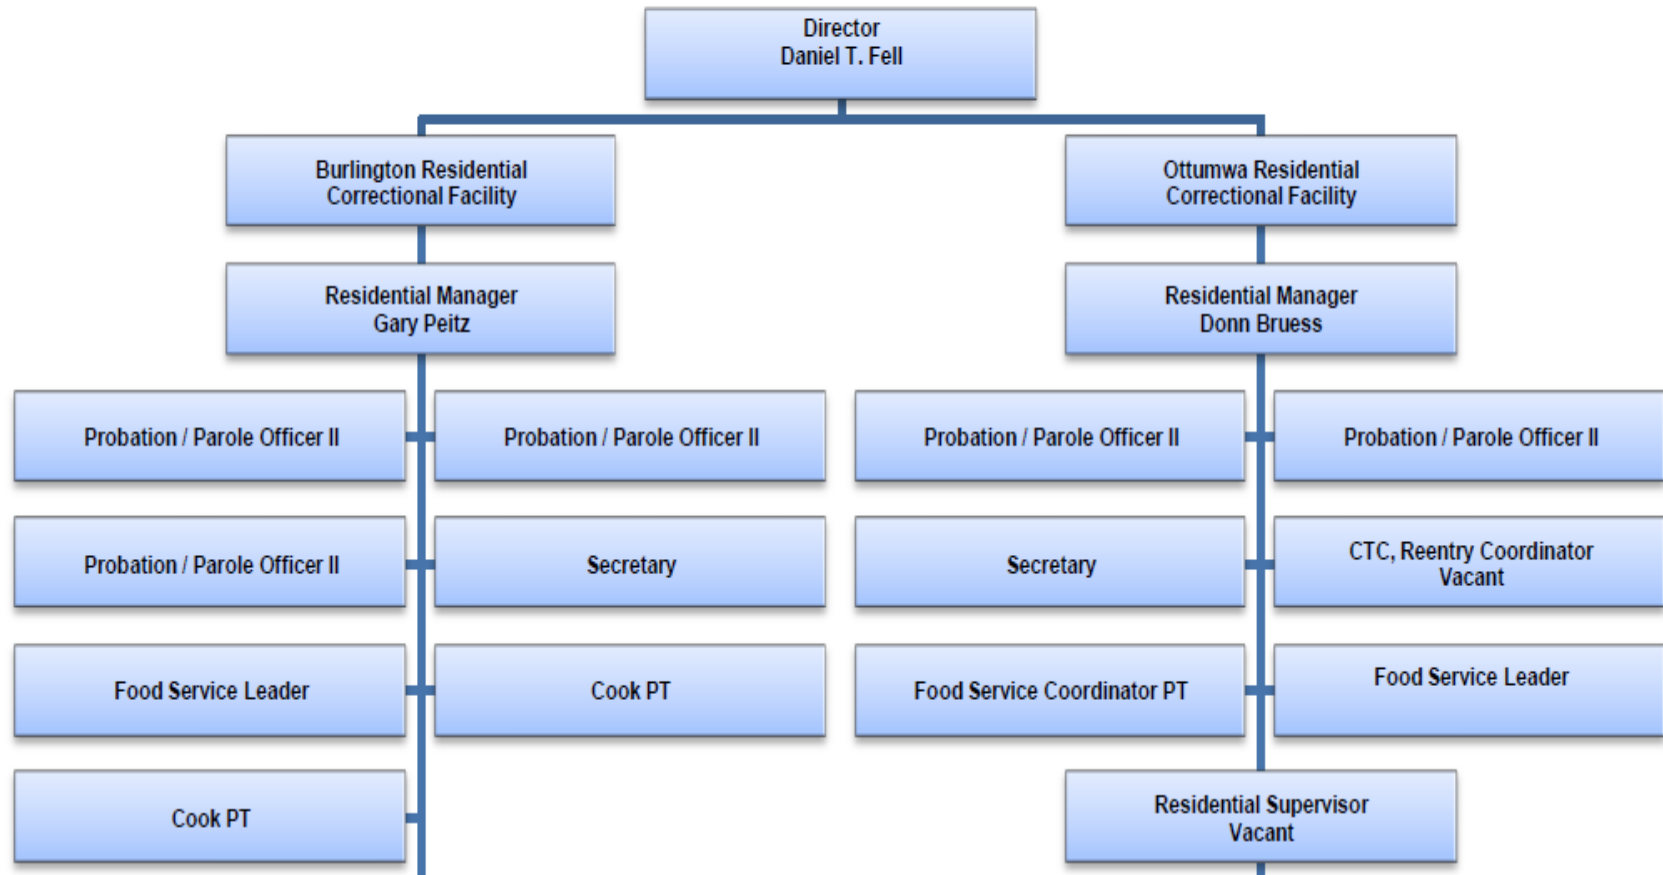 Director
Daniel T. Fell
Burlington Residential
Correctional Facility
Ottumwa Residential
Correctional Facility
Residential Manager
Gary Peitz
Residential Manager
Donn Bruess
Probation / Parole Officer II
Probation / Parole Officer II
Probation / Parole Officer II
Probation / Parole Officer II
Probation / Parole Officer II
Secretary
Secretary
CTC, Reentry Coordinator
Vacant
Food Service Leader
Cook PT
Food Service Coordinator PT
Food Service Leader
Cook PT
Residential Supervisor
Vacant